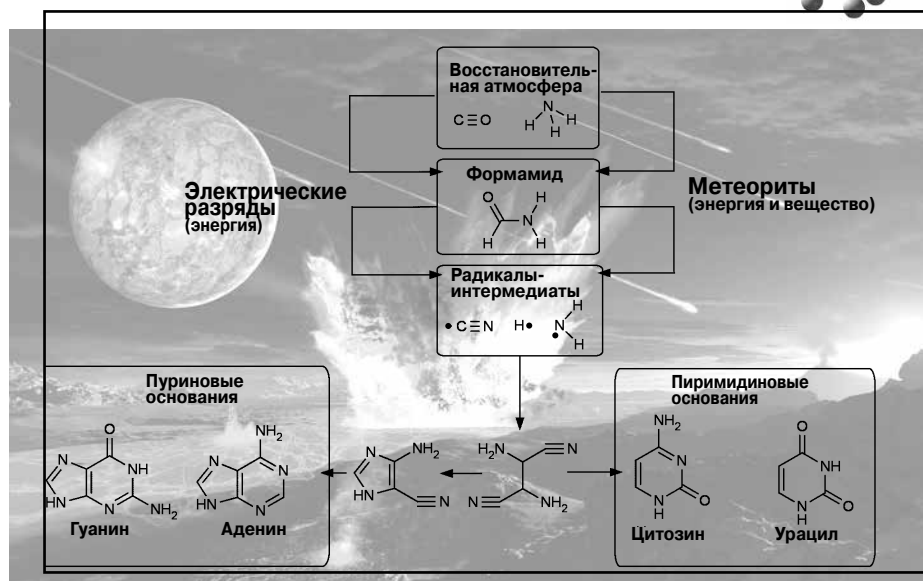 Восстановитель-
ная атмосфера
C≡O
N
H
H
H
Формамид
O
H
N
H
H
Электрические
разряды
(энергия)
Метеориты
(энергия и вещество)
Радикалы-
интермедиаты
•C≡N
H•
N
H
H
Пуриновые
основания
O
N
NH
HN
N
NH₂
Гуанин
NH₂
N
N
HN
N
Аденин
N
NH₂
HN
≡N
H₂N
≡N
N≡
NH₂
Пиримидиновые
основания
NH₂
N
N
H
O
Цитозин
O
NH
N
H
O
Урацил